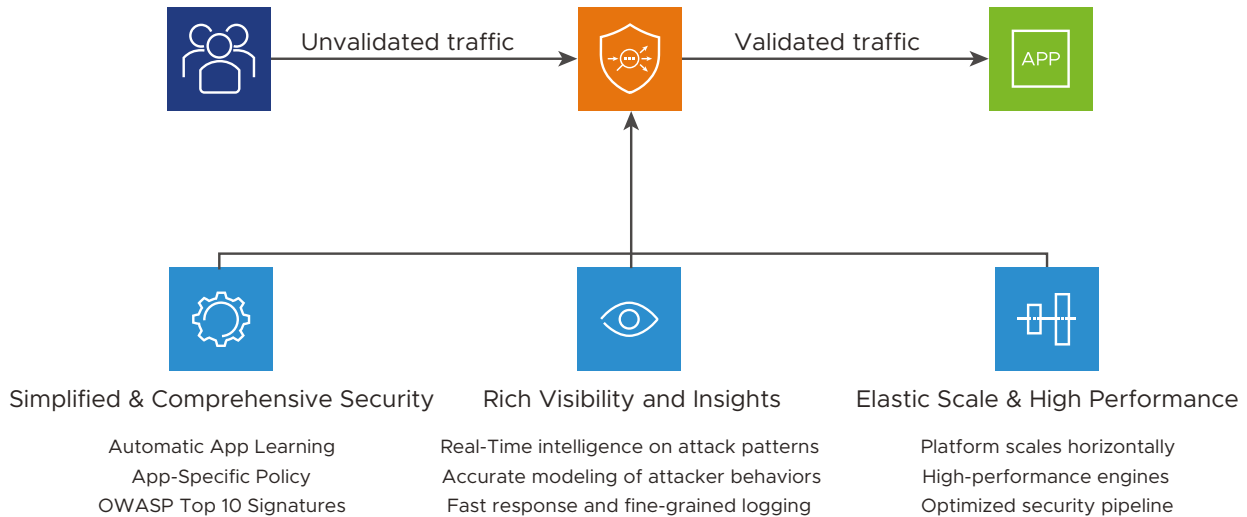 Unvalidated traffic
Validated traffic
APP
Simplified & Comprehensive Security
Automatic App Learning
App-Specific Policy
OWASP Top 10 Signatures
Rich Visibility and Insights
Real-Time intelligence on attack patterns
Accurate modeling of attacker behaviors
Fast response and fine-grained logging
Elastic Scale & High Performance
Platform scales horizontally
High-performance engines
Optimized security pipeline